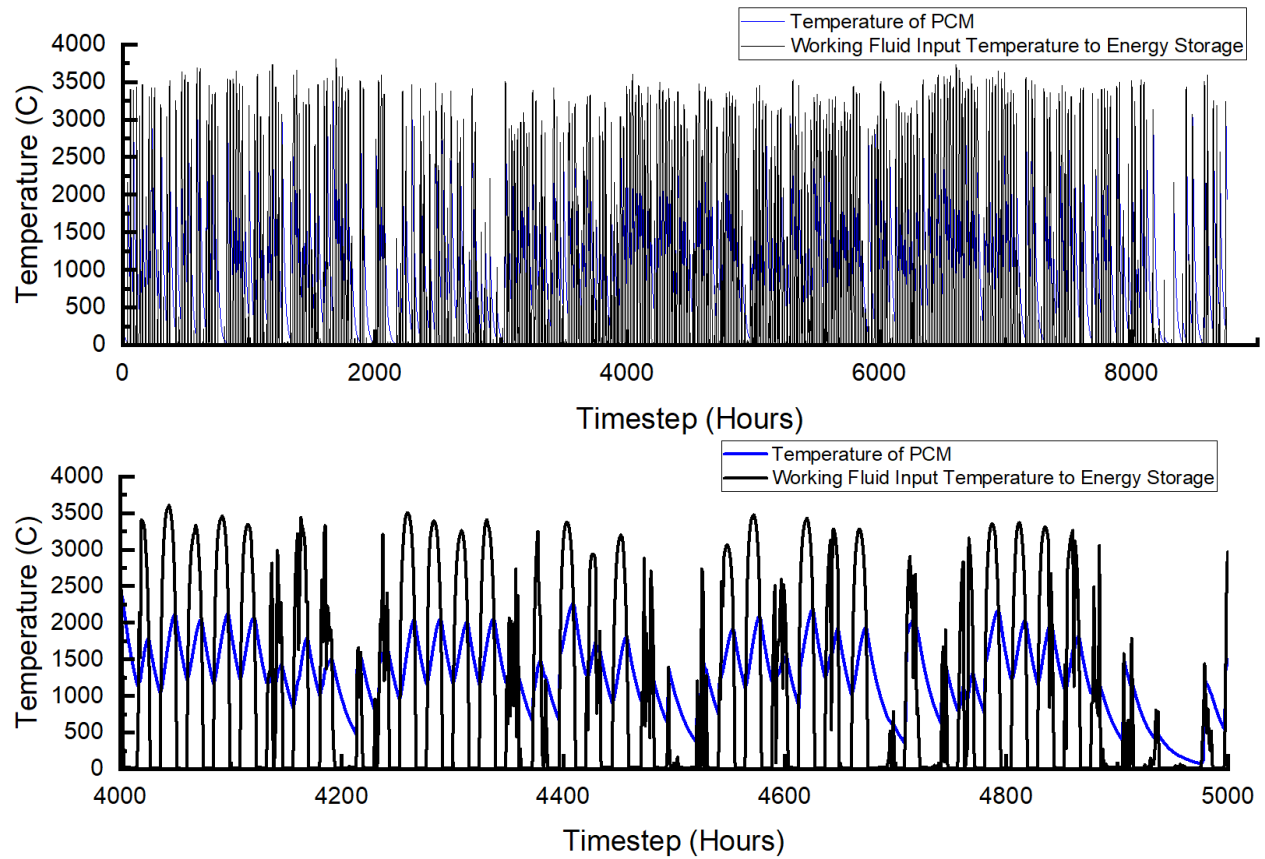 Temperature of PCM
Working Fluid Input Temperature to Energy Storage
Temperature (C)
4000
3500
3000
2500
2000
1500
1000
500
0
0 2000 4000 6000 8000
Timestep (Hours)
Temperature of PCM
Working Fluid Input Temperature to Energy Storage
Temperature (C)
4000
3500
3000
2500
2000
1500
1000
500
0
4000 4200 4400 4600 4800 5000
Timestep (Hours)